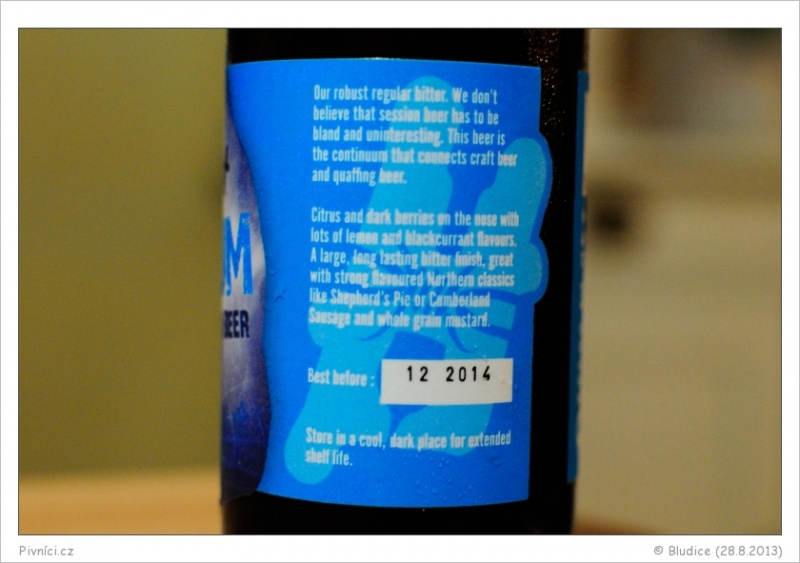 Our robust regular bitter. We don't
believe that session beer has to be
bland and uninteresting. This beer is
the continuum that connects craft beer
and quaffing beer.
Citrus and dark berries on the nose with
lots of lemon and blackcurrant flavours.
A large, long lasting bitter finish, great
with strong flavoured Northern classics
like Shepherd's Pie or Cumberland
Sausage and whole grain mustard.
UM
BEER
Best before : 12 2014
Store in a cool, dark place for extended
shelf life.
Pivníci.cz
© Bludice (28.8.2013)